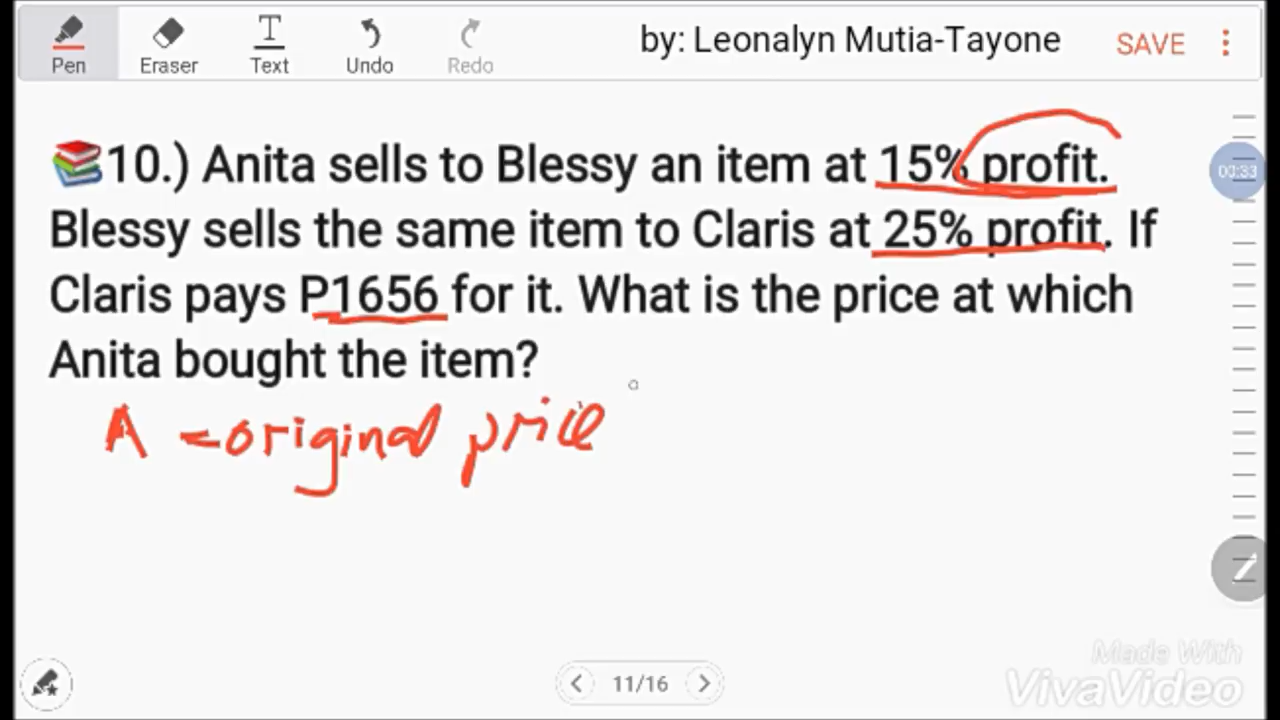 Pen Eraser Text Undo Redo by: Leonalyn Mutia-Tayone SAVE
10.) Anita sells to Blessy an item at 15% profit.
00:33
Blessy sells the same item to Claris at 25% profit. If
Claris pays P1656 for it. What is the price at which
Anita bought the item?
A - original price
11/16
Made With
VivaVideo